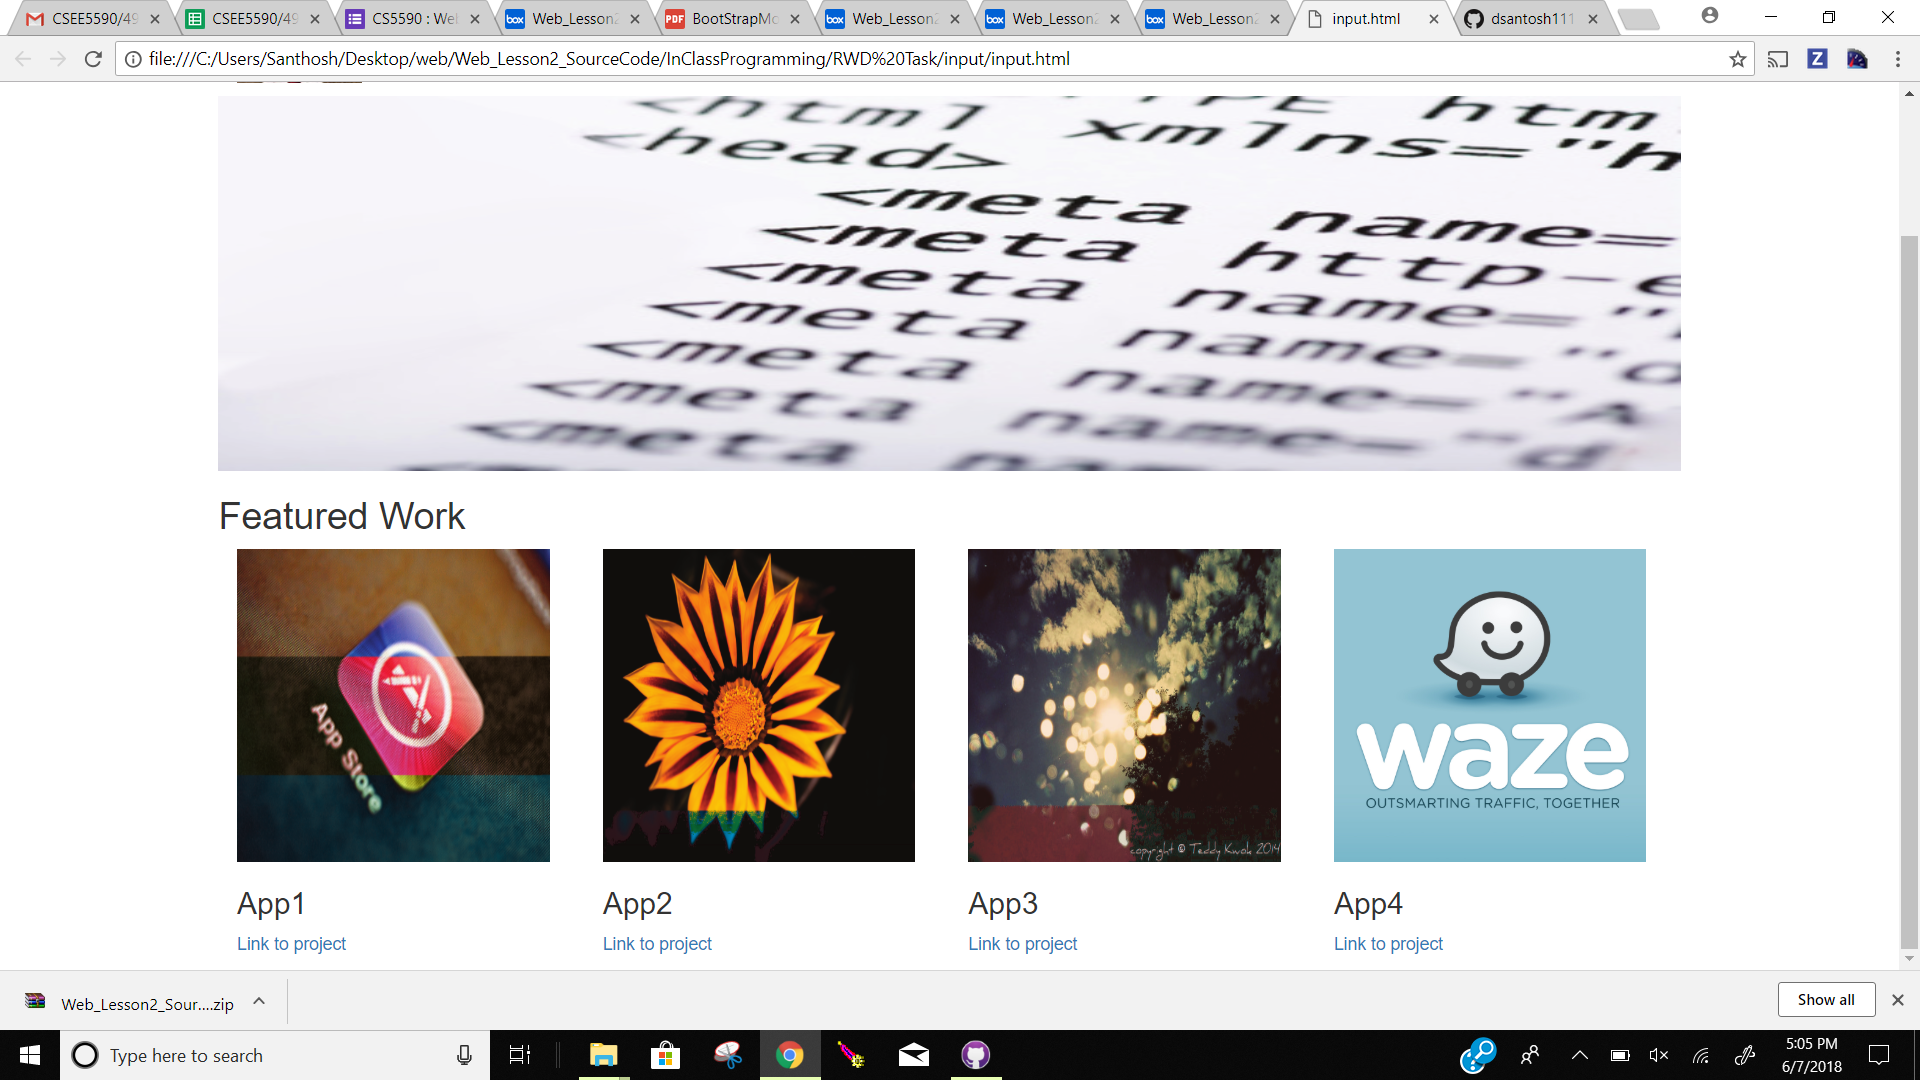 CSEE5590/49
CSEE5590/49
CS5590 : Wel
Web_Lesson2
BootStrapMo
Web_Lesson2
Web_Lesson2
Web_Lesson2
input.html
dsantosh111
file:///C:/Users/Santhosh/Desktop/web/Web_Lesson2_SourceCode/InClassProgramming/RWD%20Task/input/input.html
<html
<head>
xmlns="h
<meta name=
<meta http-e
<meta name="
<meta name="d
<meta name="A
<meta name="d
<meta
Featured Work
App Store
copyright © Teddy Kwok 2014
waze
OUTSMARTING TRAFFIC, TOGETHER
App1
App2
App3
App4
Link to project
Link to project
Link to project
Link to project
Web_Lesson2_Sour....zip
Show all
Type here to search
5:05 PM
6/7/2018